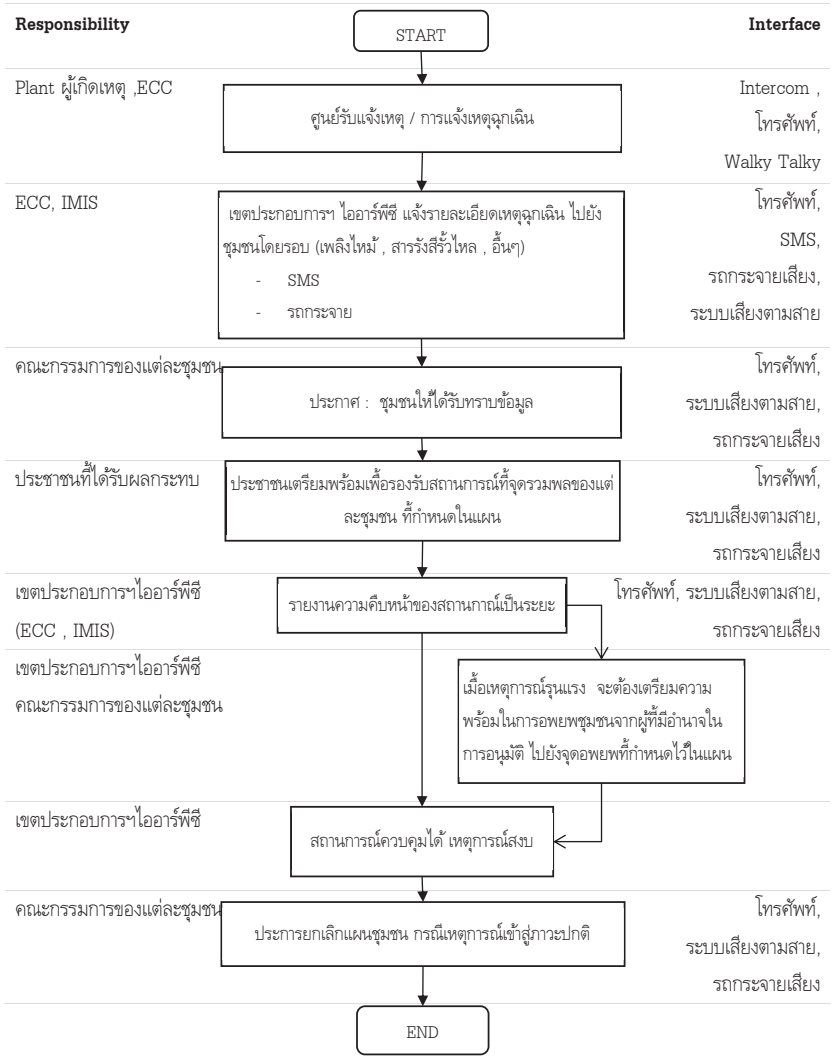 Responsibility
START
Interface
Plant ผู้เกิดเหตุ ,ECC
ศูนย์รับแจ้งเหตุ / การแจ้งเหตุฉุกเฉิน
Intercom ,
โทรศัพท์,
Walky Talky
ECC, IMIS
เขตประกอบการฯ ไออาร์พีซี แจ้งรายละเอียดเหตุฉุกเฉิน ไปยัง
ชุมชนโดยรอบ (เพลิงไหม้ , สารรังสีรั่วไหล , อื่นๆ)
- SMS
- รถกระจาย
โทรศัพท์,
SMS,
รถกระจายเสียง,
ระบบเสียงตามสาย
คณะกรรมการของแต่ละชุมชน
ประกาศ : ชุมชนให้ได้รับทราบข้อมูล
โทรศัพท์,
ระบบเสียงตามสาย,
รถกระจายเสียง
ประชาชนที่ได้รับผลกระทบ
ประชาชนเตรียมพร้อมเพื่อรองรับสถานการณ์ที่จุดรวมพลของแต่
ละชุมชน ที่กำหนดในแผน
โทรศัพท์,
ระบบเสียงตามสาย,
รถกระจายเสียง
เขตประกอบการฯไออาร์พีซี
(ECC , IMIS)
รายงานความคืบหน้าของสถานกาณ์เป็นระยะ
โทรศัพท์, ระบบเสียงตามสาย,
รถกระจายเสียง
เขตประกอบการฯไออาร์พีซี
คณะกรรมการของแต่ละชุมชน
เมื่อเหตุการณ์รุนแรง จะต้องเตรียมความ
พร้อมในการอพยพชุมชนจากผู้ที่มีอำนาจใน
การอนุมัติ ไปยังจุดอพยพที่กำหนดไว้ในแผน
เขตประกอบการฯไออาร์พีซี
สถานการณ์ควบคุมได้ เหตุการณ์สงบ
คณะกรรมการของแต่ละชุมชน
ประการยกเลิกแผนชุมชน กรณีเหตุการณ์เข้าสู่ภาวะปกติ
โทรศัพท์,
ระบบเสียงตามสาย,
รถกระจายเสียง
END